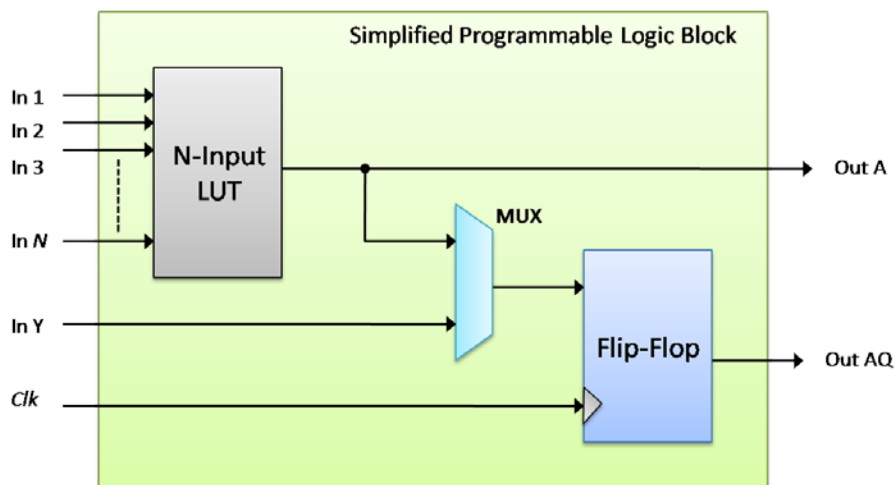 Simplified Programmable Logic Block
In 1
In 2
In 3
In N
In Y
Clk
N-Input
LUT
MUX
Flip-Flop
Out A
Out AQ